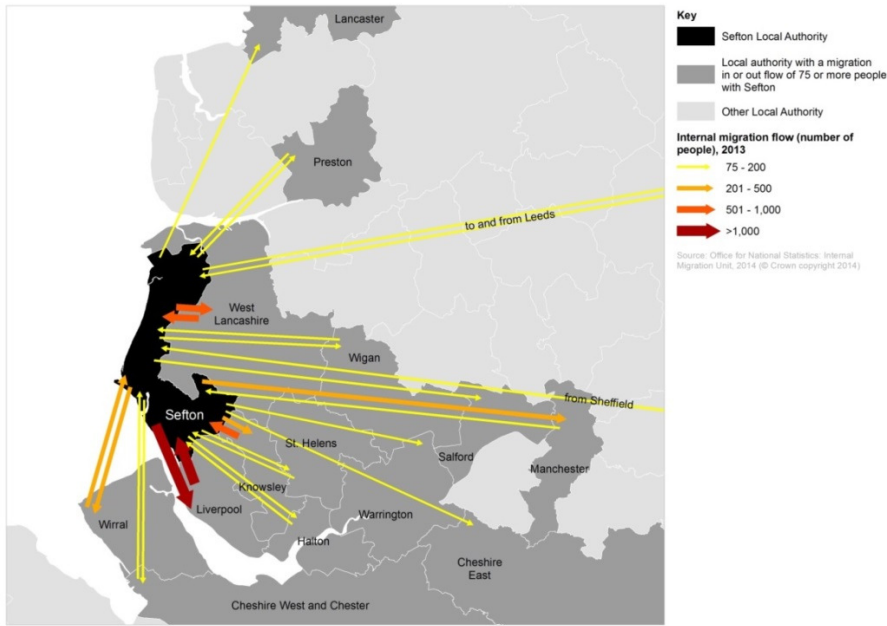 Lancaster
Preston
to and from Leeds
West
Lancashire
Wigan
from Sheffield
Sefton
St. Helens
Salford
Manchester
Knowsley
Liverpool
Warrington
Wirral
Halton
Cheshire
East
Cheshire West and Chester
Key
Sefton Local Authority
Local authority with a migration
in or out flow of 75 or more people
with Sefton
Other Local Authority
Internal migration flow (number of
people), 2013
75 - 200
201 - 500
501 - 1,000
>1,000
Source: Office for National Statistics: Internal
Migration Unit, 2014 (© Crown copyright 2014)